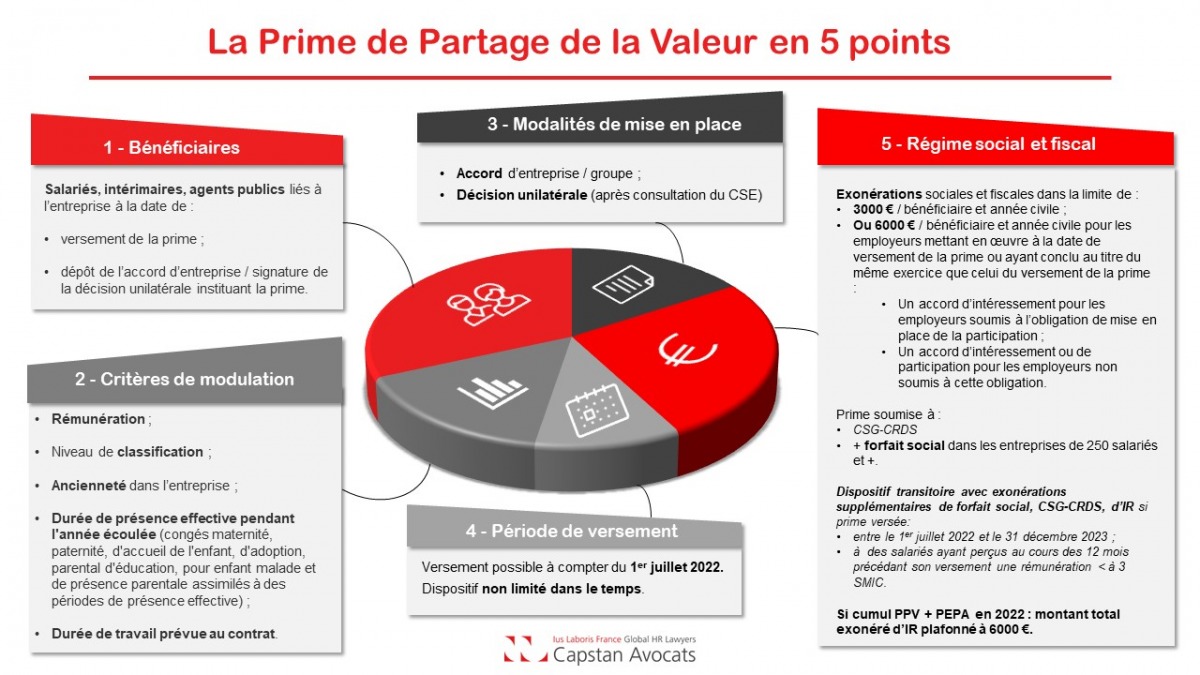 La Prime de Partage de la Valeur en 5 points
1 - Bénéficiaires
Salariés, intérimaires, agents publics liés à
l'entreprise à la date de :
• versement de la prime ;
• dépôt de l'accord d'entreprise / signature de
la décision unilatérale instituant la prime.
2 - Critères de modulation
• Rémunération ;
• Niveau de classification ;
• Ancienneté dans l'entreprise ;
• Durée de présence effective pendant
l'année écoulée (congés maternité,
paternité, d'accueil de l'enfant, d'adoption,
parental d'éducation, pour enfant malade et
de présence parentale assimilés à des
périodes de présence effective) ;
• Durée de travail prévue au contrat.
3 - Modalités de mise en place
• Accord d'entreprise / groupe ;
• Décision unilatérale (après consultation du CSE)
4 - Période de versement
Versement possible à compter du 1er juillet 2022.
Dispositif non limité dans le temps.
5 - Régime social et fiscal
Exonérations sociales et fiscales dans la limite de :
• 3000 € / bénéficiaire et année civile ;
• Ou 6000 € / bénéficiaire et année civile pour les
employeurs mettant en œuvre à la date de
versement de la prime ou ayant conclu au titre du
même exercice que celui du versement de la prime
:
• Un accord d'intéressement pour les
employeurs soumis à l'obligation de mise en
place de la participation ;
• Un accord d'intéressement ou de
participation pour les employeurs non
soumis à cette obligation.
Prime soumise à :
• CSG-CRDS
• + forfait social dans les entreprises de 250 salariés
et +.
Dispositif transitoire avec exonérations
supplémentaires de forfait social, CSG-CRDS, d'IR si
prime versée:
• entre le 1er juillet 2022 et le 31 décembre 2023 ;
• à des salariés ayant perçus au cours des 12 mois
précédant son versement une rémunération < à 3
SMIC.
Si cumul PPV + PEPA en 2022 : montant total
exonéré d'IR plafonné à 6000 €.
Ius Laboris France Global HR Lawyers
Capstan Avocats